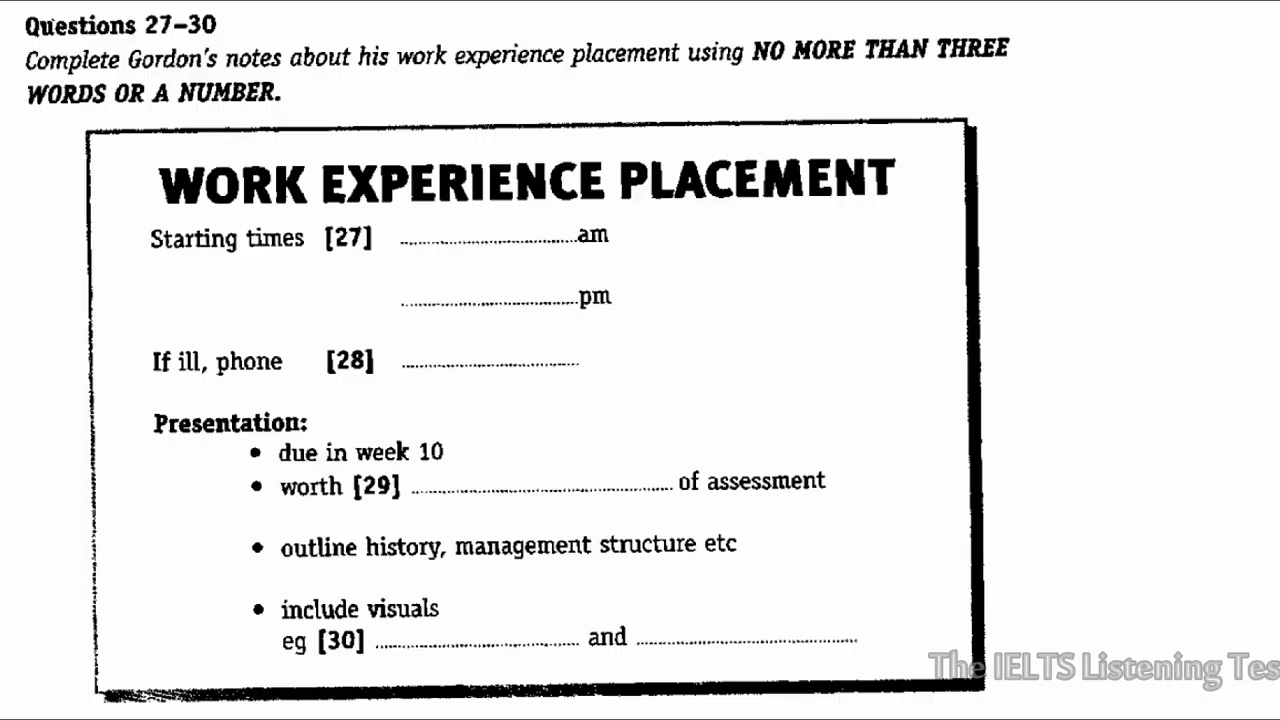 Questions 27–30
Complete Gordon's notes about his work experience placement using NO MORE THAN THREE
WORDS OR A NUMBER.
WORK EXPERIENCE PLACEMENT
Starting times [27] ..............................am
..............................pm
If ill, phone [28] ..............................
Presentation:
• due in week 10
• worth [29] .......................................... of assessment
• outline history, management structure etc
• include visuals
eg [30] .................................. and ....................................
The IELTS Listening Tes